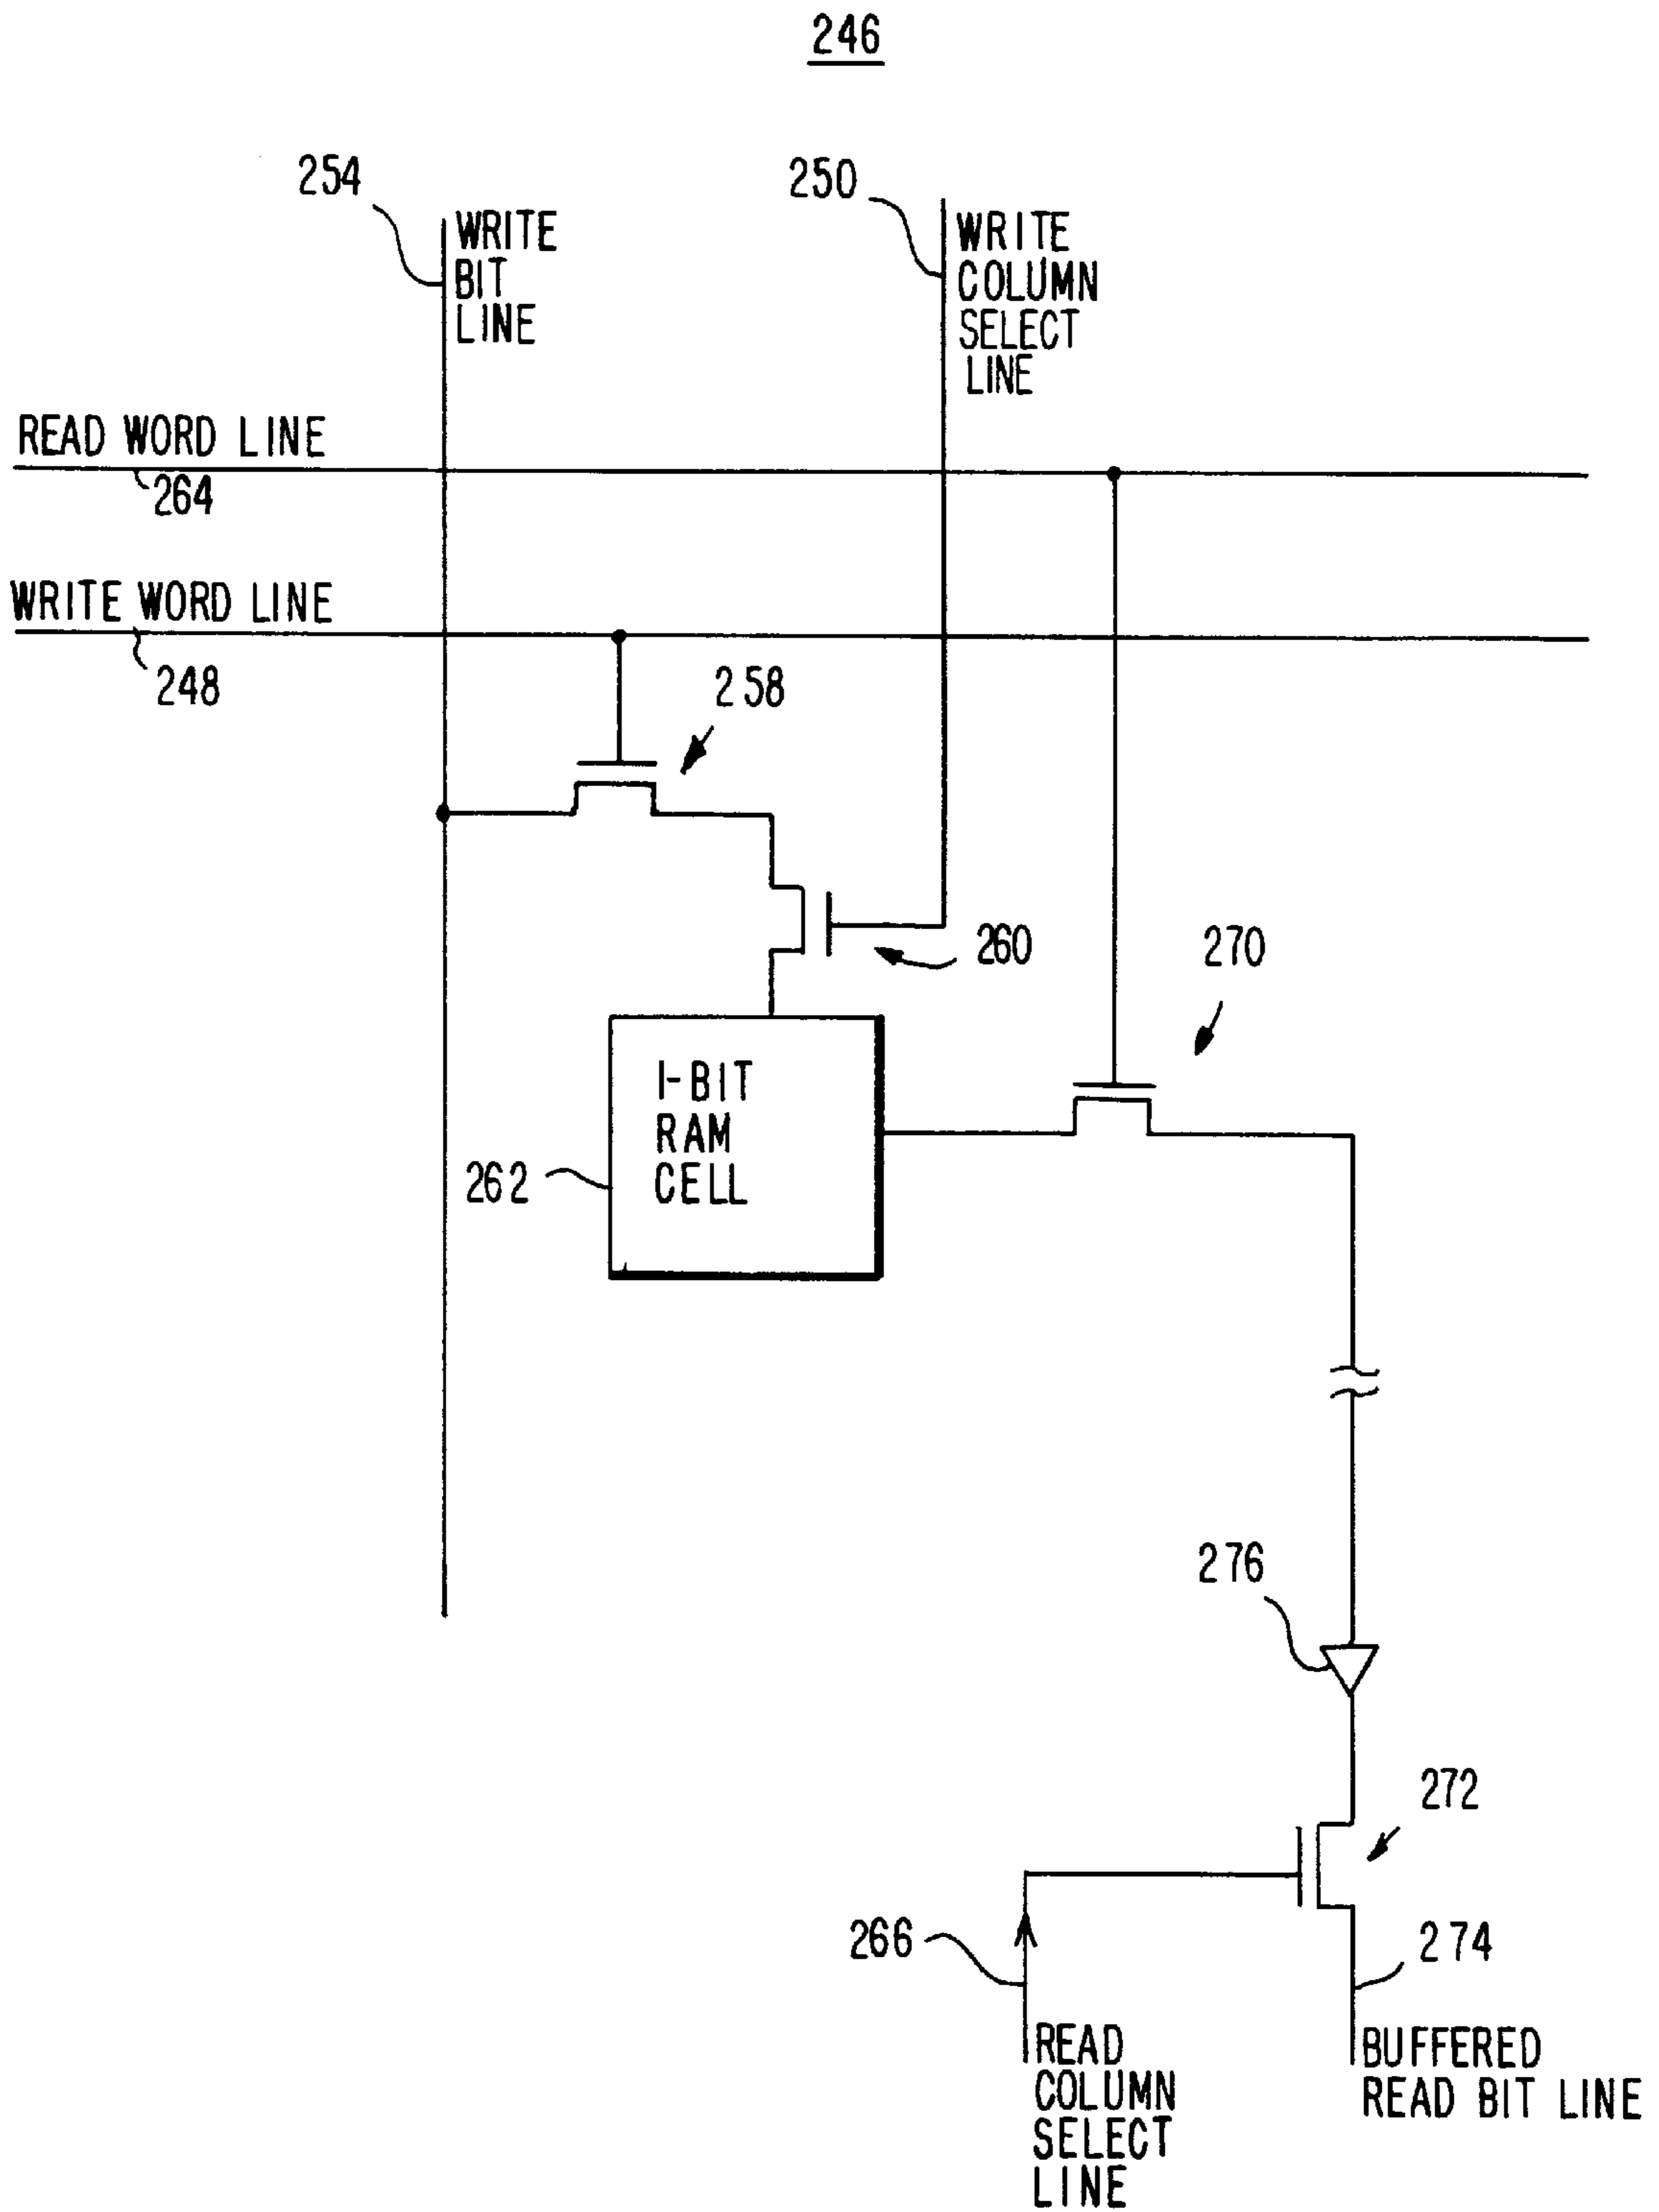 246
254
250
WRITE
BIT
LINE
WRITE
COLUMN
SELECT
LINE
READ WORD LINE
264
WRITE WORD LINE
248
258
260
270
1-BIT
RAM
CELL
262
276
272
266
274
READ
COLUMN
SELECT
LINE
BUFFERED
READ BIT LINE